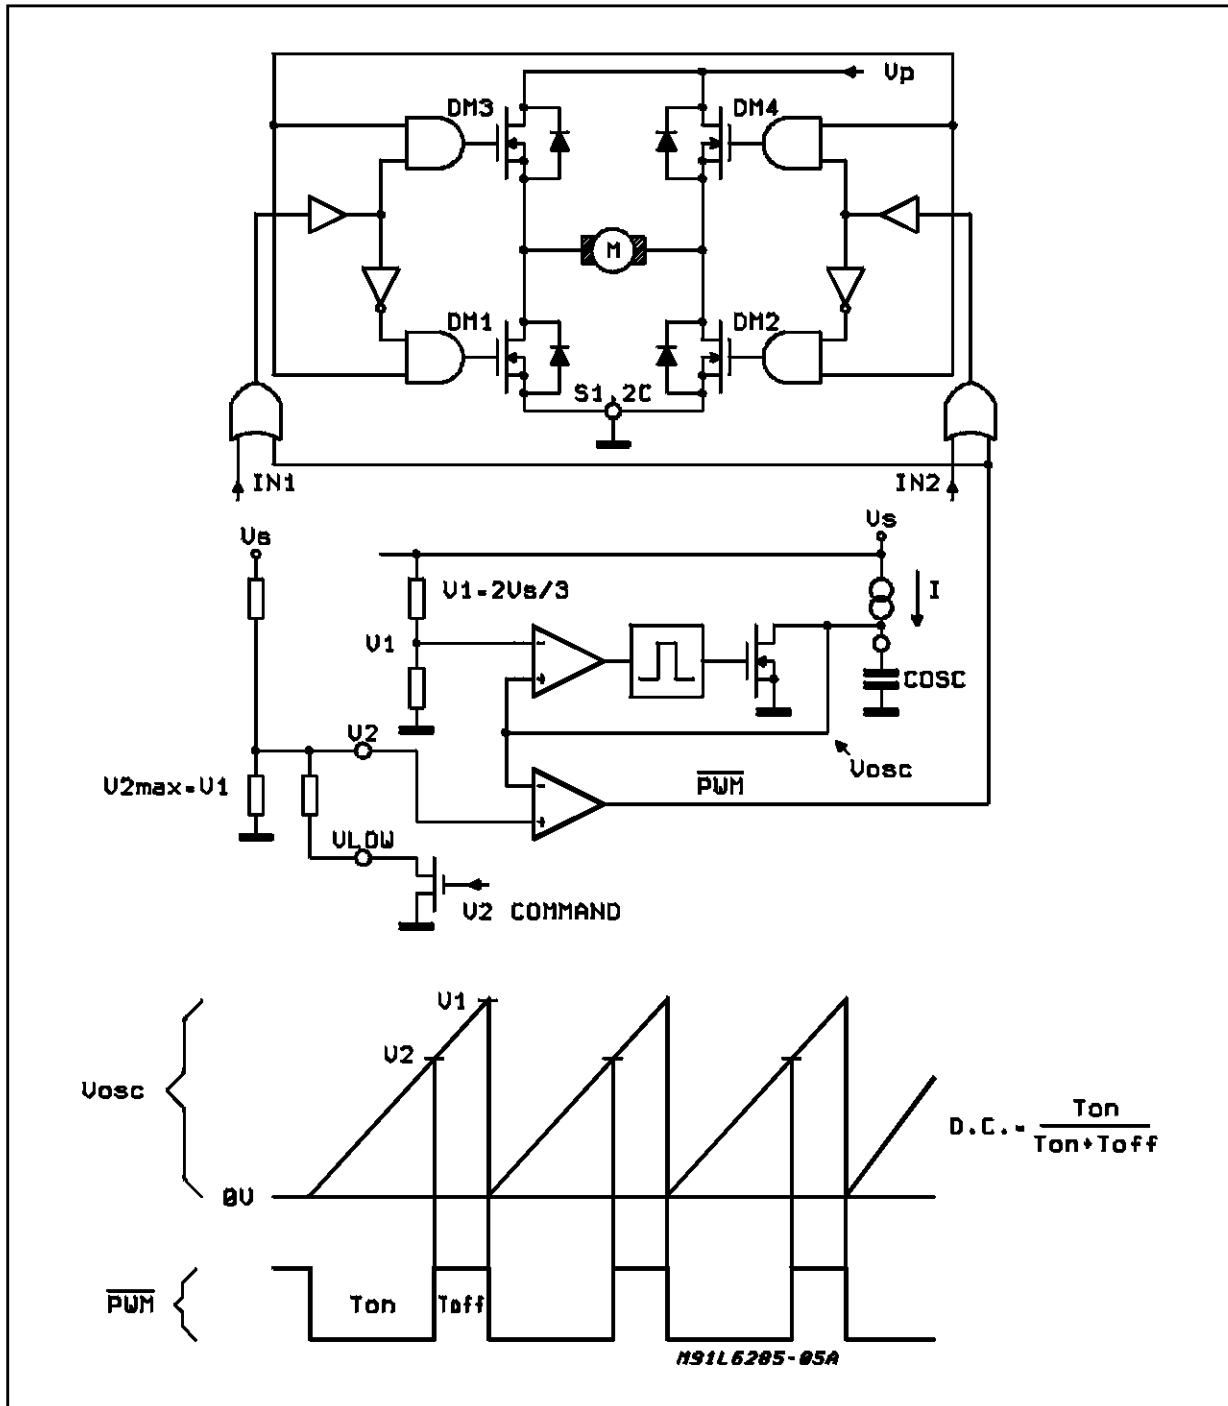 Vp
DM3
DM4
M
DM1
DM2
S1,2C
IN1
IN2
Vs
Vs
V1=2Vs/3
I
V1
COSC
V2
Vosc
V2max=V1
PWM
VLOW
V2 COMMAND
V1
V2
Vosc
D.C.= Ton
Ton+Toff
0V
PWM
Ton
Toff
M91L6285-05A